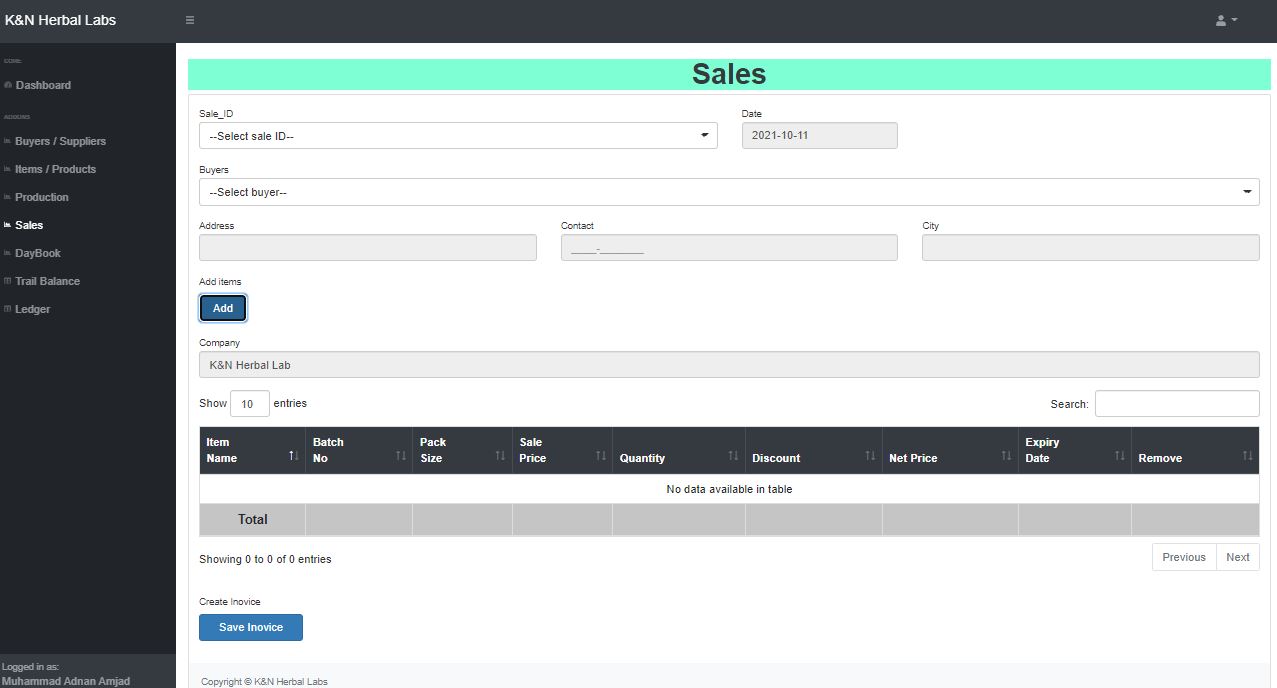 K&N Herbal Labs
CORE
Dashboard
ADDONS
Buyers / Suppliers
Items / Products
Production
Sales
DayBook
Trail Balance
Ledger
Logged in as:
Muhammad Adnan Amjad
Sales
Sale_ID Date
--Select sale ID-- 2021-10-11
Buyers
--Select buyer--
Address Contact City
_____-________
Add items
Add
Company
K&N Herbal Lab
Show 10 entries Search:
Item Name Batch No Pack Size Sale Price Quantity Discount Net Price Expiry Date Remove
No data available in table
Total
Showing 0 to 0 of 0 entries Previous Next
Create Inovice
Save Inovice
Copyright © K&N Herbal Labs